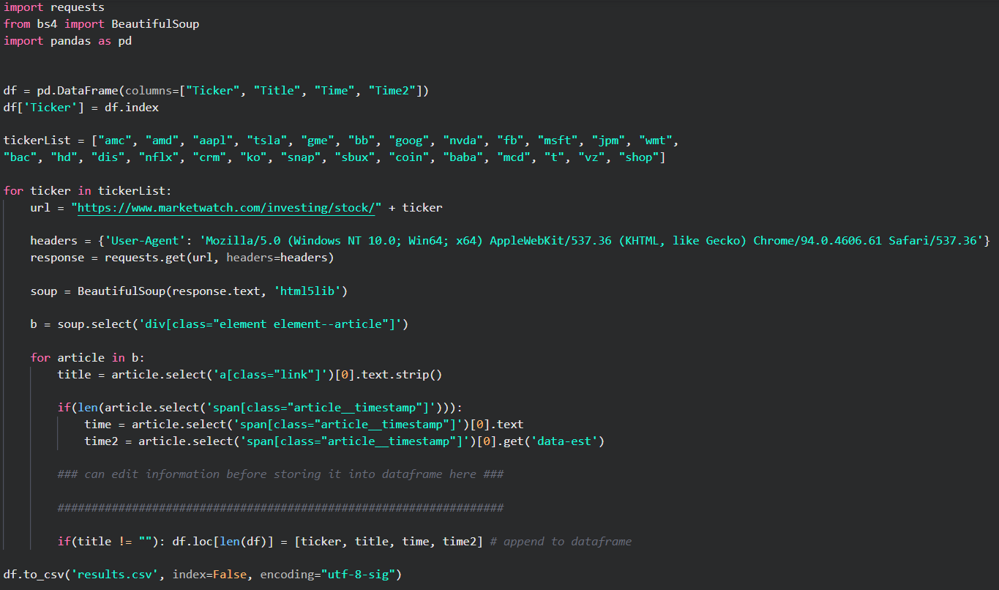 import requests
from bs4 import BeautifulSoup
import pandas as pd
df = pd.DataFrame(columns=["Ticker", "Title", "Time", "Time2"])
df['Ticker'] = df.index
tickerList = ["amc", "amd", "aapl", "tsla", "gme", "bb", "goog", "nvda", "fb", "msft", "jpm", "wmt",
"bac", "hd", "dis", "nflx", "crm", "ko", "snap", "sbux", "coin", "baba", "mcd", "t", "vz", "shop"]
for ticker in tickerList:
    url = "https://www.marketwatch.com/investing/stock/" + ticker
    headers = {'User-Agent': 'Mozilla/5.0 (Windows NT 10.0; Win64; x64) AppleWebKit/537.36 (KHTML, like Gecko) Chrome/94.0.4606.61 Safari/537.36'}
    response = requests.get(url, headers=headers)
    soup = BeautifulSoup(response.text, 'html5lib')
    b = soup.select('div[class="element element--article"]')
    for article in b:
        title = article.select('a[class="link"]')[0].text.strip()
        if(len(article.select('span[class="article__timestamp"]'))):
            time = article.select('span[class="article__timestamp"]')[0].text
            time2 = article.select('span[class="article__timestamp"]')[0].get('data-est')
        ### can edit information before storing it into dataframe here ###
        ##################################################################
        if(title != ""): df.loc[len(df)] = [ticker, title, time, time2] # append to dataframe
df.to_csv('results.csv', index=False, encoding="utf-8-sig")